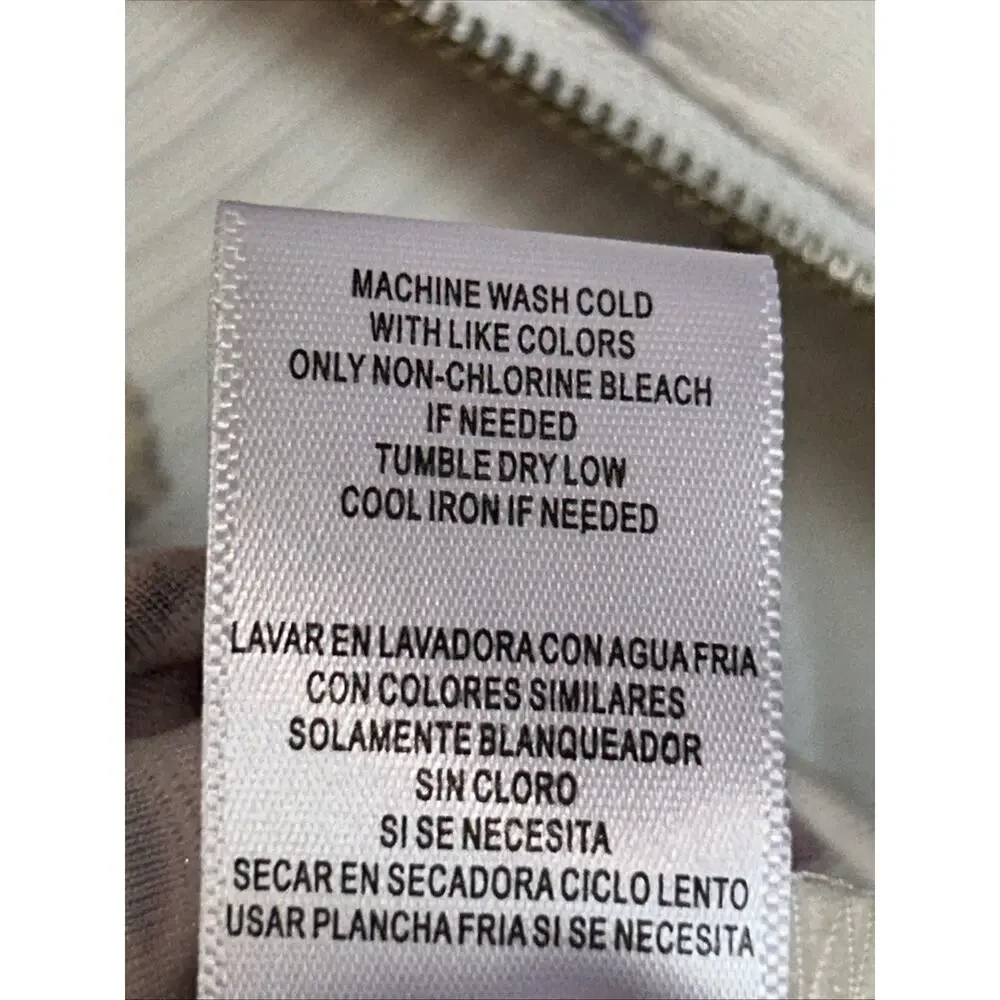 MACHINE WASH COLD
WITH LIKE COLORS
ONLY NON-CHLORINE BLEACH
IF NEEDED
TUMBLE DRY LOW
COOL IRON IF NEEDED
LAVAR EN LAVADORA CON AGUA FRIA
CON COLORES SIMILARES
SOLAMENTE BLANQUEADOR
SIN CLORO
SI SE NECESITA
SECAR EN SECADORA CICLO LENTO
USAR PLANCHA FRIA SI SE NECESITA